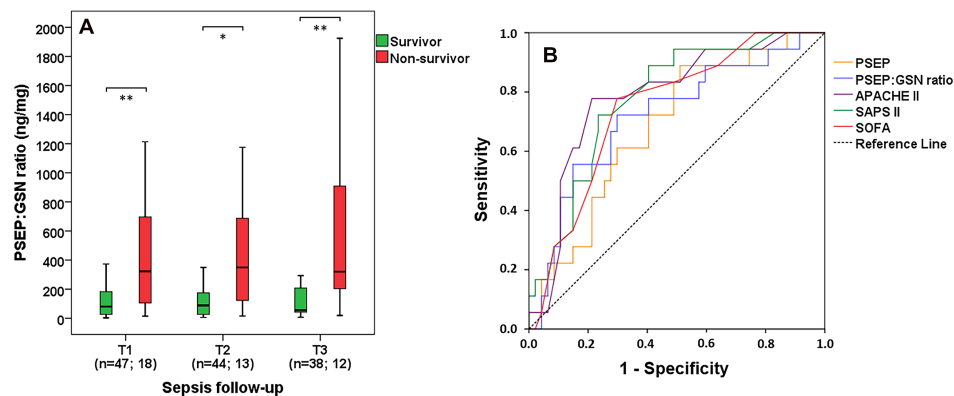 A
PSEP:GSN ratio (ng/mg)
2000
1800
1600
1400
1200
1000
800
600
400
200
0
**
*
**
T1
(n=47; 18)
T2
(n=44; 13)
T3
(n=38; 12)
Sepsis follow-up
Survivor
Non-survivor
B
Sensitivity
1.0
0.8
0.6
0.4
0.2
0.0
0.0
0.2
0.4
0.6
0.8
1.0
1 - Specificity
PSEP
PSEP:GSN ratio
APACHE II
SAPS II
SOFA
Reference Line